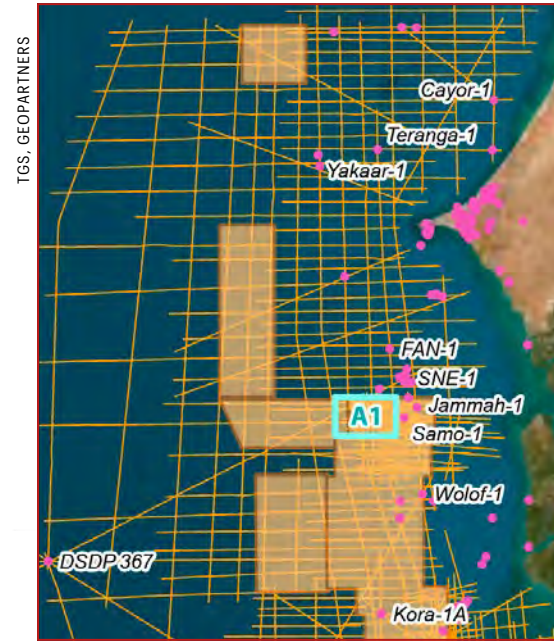 TGS, GEOPARTNERS
Cayor-1
Teranga-1
Yakaar-1
FAN-1
SNE-1
A1
Jammah-1
Samo-1
Wolof-1
DSDP 367
Kora-1A